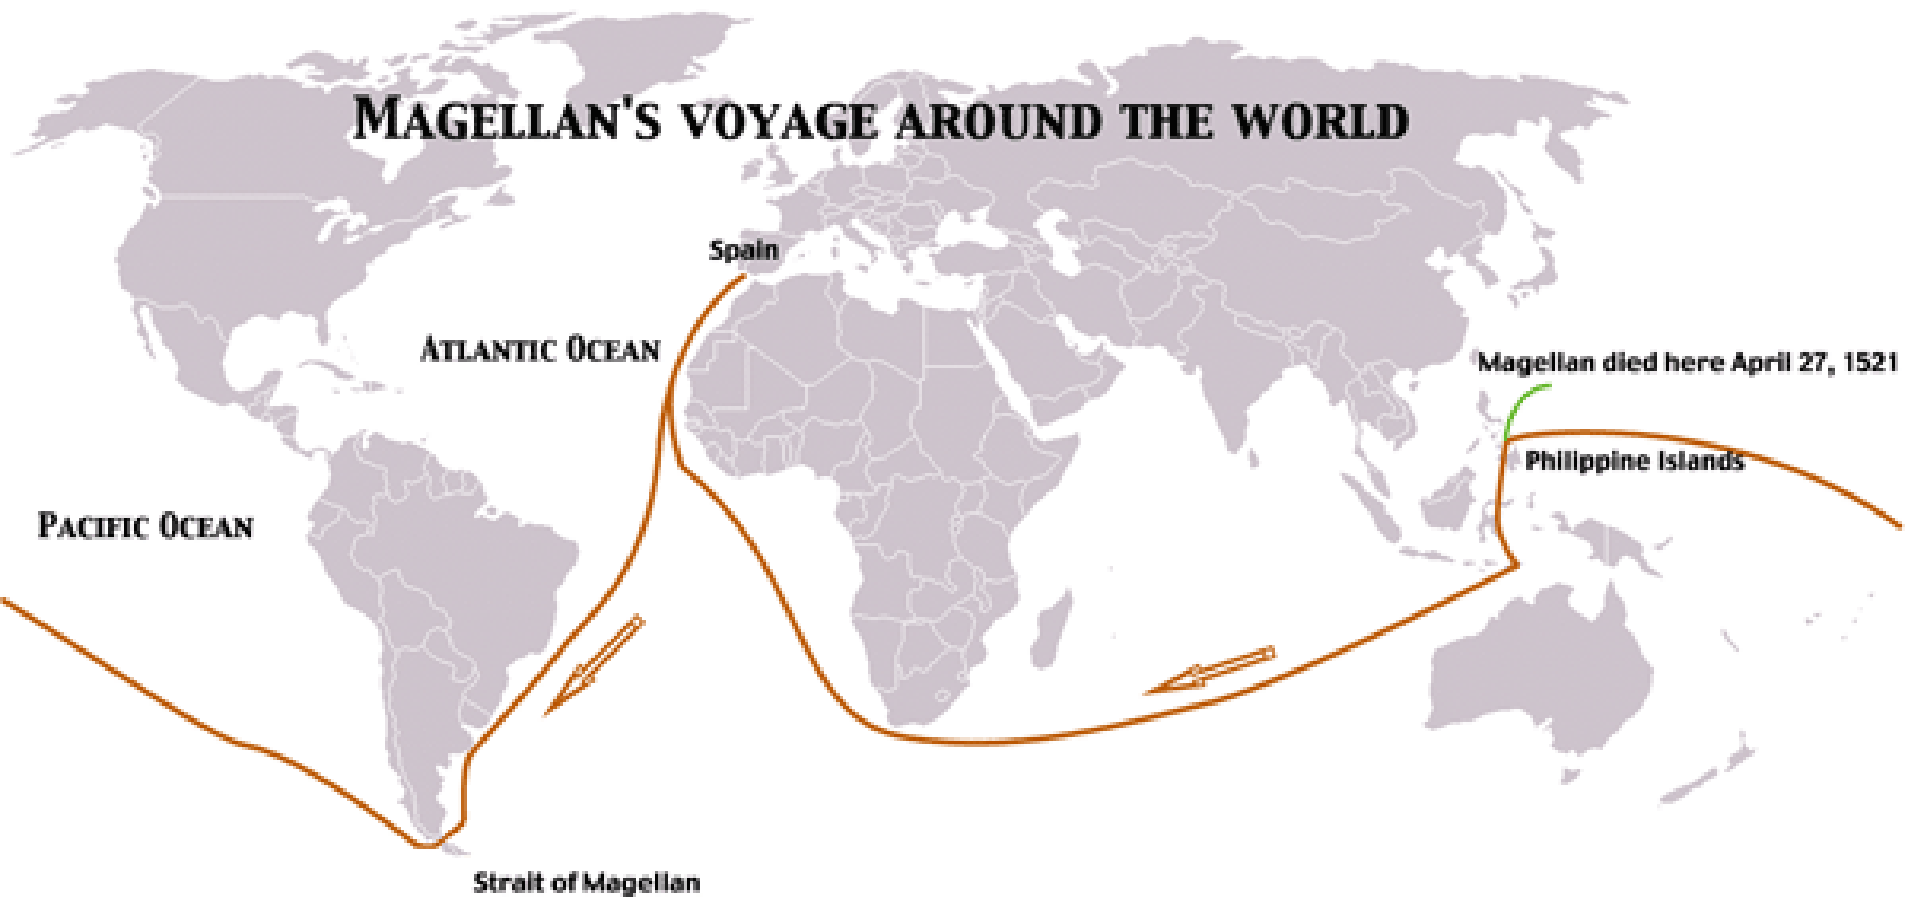 MAGELLAN'S VOYAGE AROUND THE WORLD
Spain
ATLANTIC OCEAN
Magellan died here April 27, 1521
Philippine Islands
PACIFIC OCEAN
Strait of Magellan